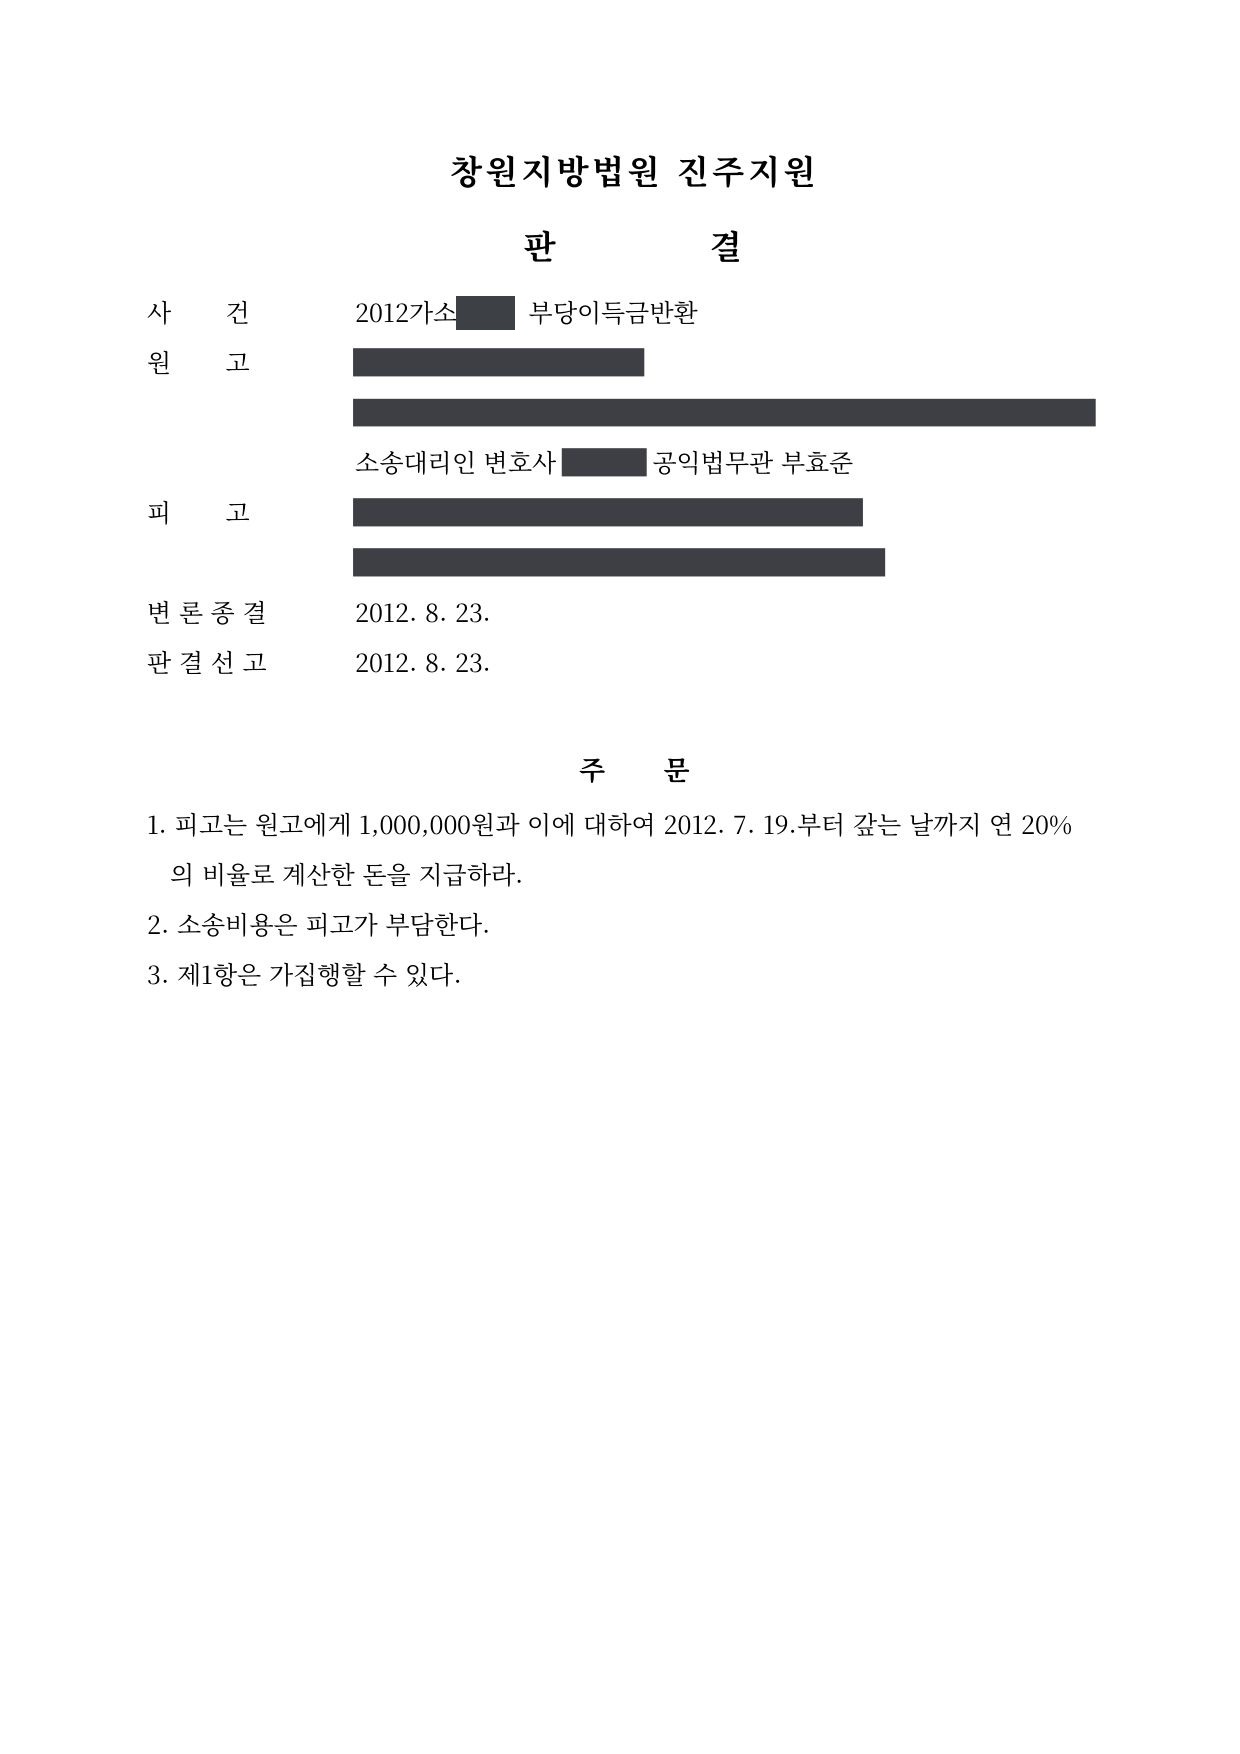 창원지방법원 진주지원
판 결
사 건 2012가소 부당이득금반환
원 고
소송대리인 변호사 공익법무관 부효준
피 고
변 론 종 결 2012. 8. 23.
판 결 선 고 2012. 8. 23.
주 문
1. 피고는 원고에게 1,000,000원과 이에 대하여 2012. 7. 19.부터 갚는 날까지 연 20%
의 비율로 계산한 돈을 지급하라.
2. 소송비용은 피고가 부담한다.
3. 제1항은 가집행할 수 있다.